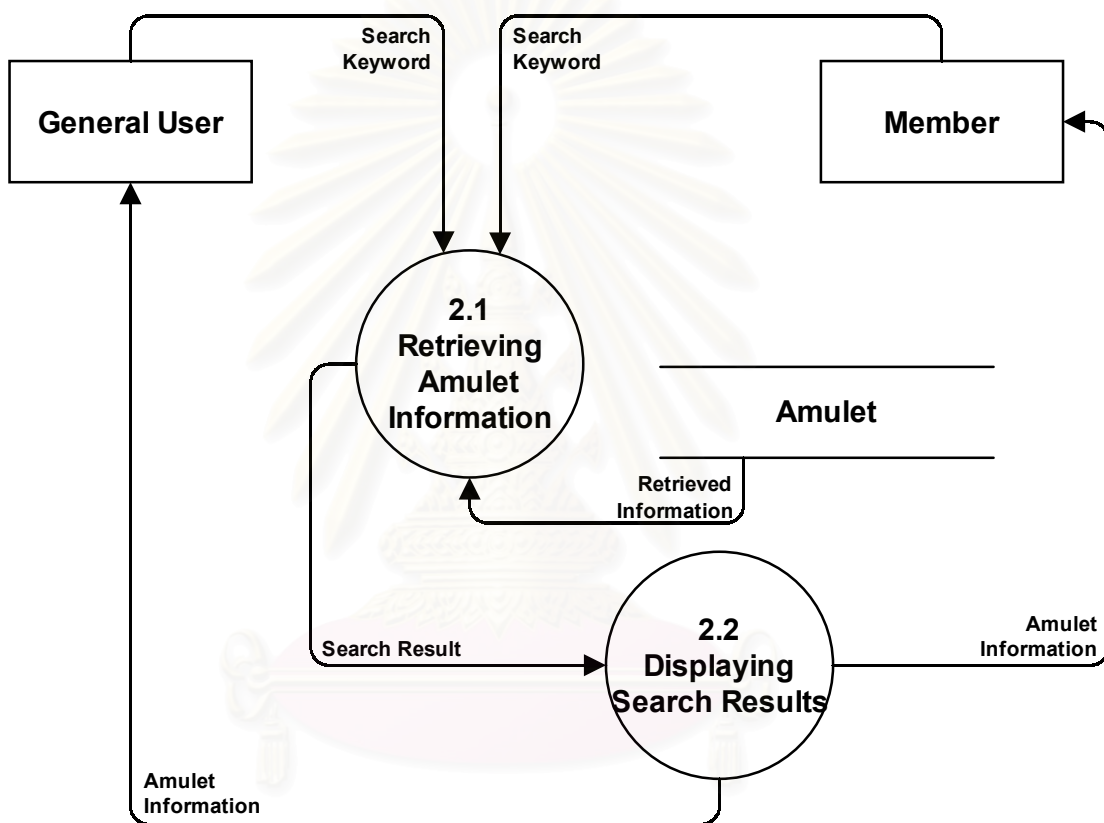 Search
Keyword
Search
Keyword
General User
Member
2.1
Retrieving
Amulet
Information
Amulet
Retrieved
Information
2.2
Displaying
Search Results
Search Result
Amulet
Information
Amulet
Information